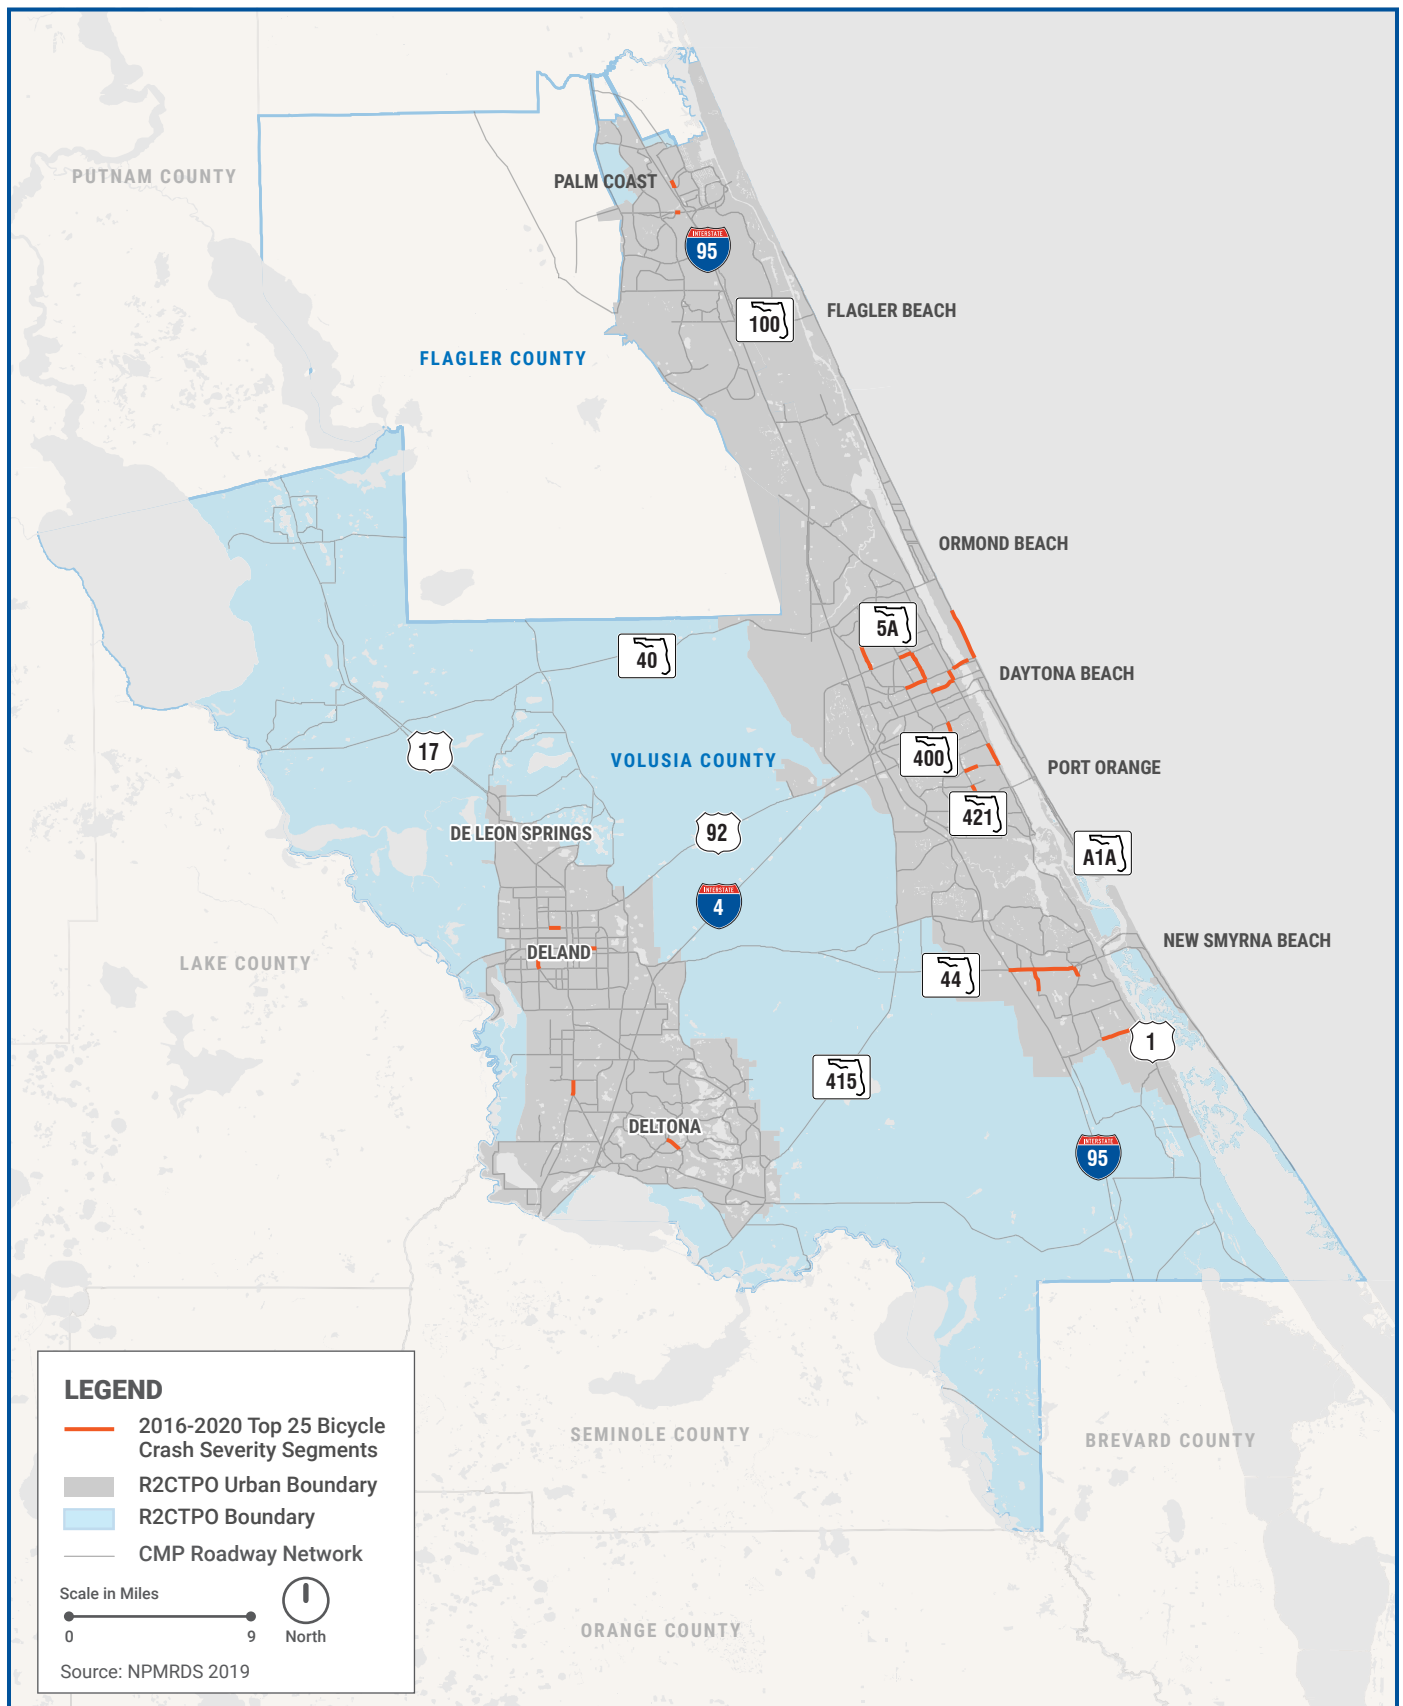 PUTNAM COUNTY
PALM COAST
INTERSTATE
95
100
FLAGLER BEACH
FLAGLER COUNTY
ORMOND BEACH
5A
40
DAYTONA BEACH
17
VOLUSIA COUNTY
400
PORT ORANGE
421
DE LEON SPRINGS
92
A1A
INTERSTATE
4
NEW SMYRNA BEACH
DELAND
LAKE COUNTY
44
1
415
DELTONA
INTERSTATE
95
LEGEND
2016-2020 Top 25 Bicycle
Crash Severity Segments
R2CTPO Urban Boundary
R2CTPO Boundary
CMP Roadway Network
Scale in Miles
0 9 North
Source: NPMRDS 2019
SEMINOLE COUNTY
BREVARD COUNTY
ORANGE COUNTY